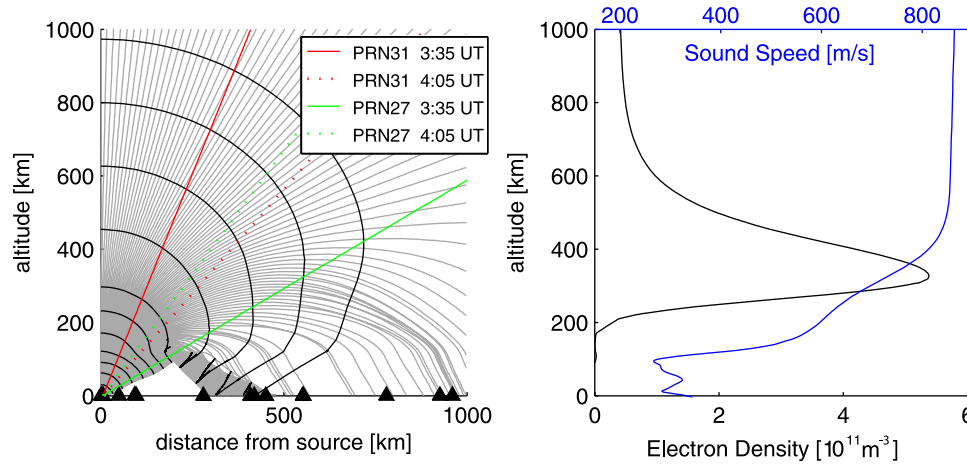 1000
800
600
400
200
0
altitude [km]
0
500
1000
distance from source [km]
PRN31 3:35 UT
PRN31 4:05 UT
PRN27 3:35 UT
PRN27 4:05 UT
200
400
600
800
Sound Speed [m/s]
1000
800
600
400
200
0
altitude [km]
0
2
4
6
Electron Density [10¹¹m⁻³]